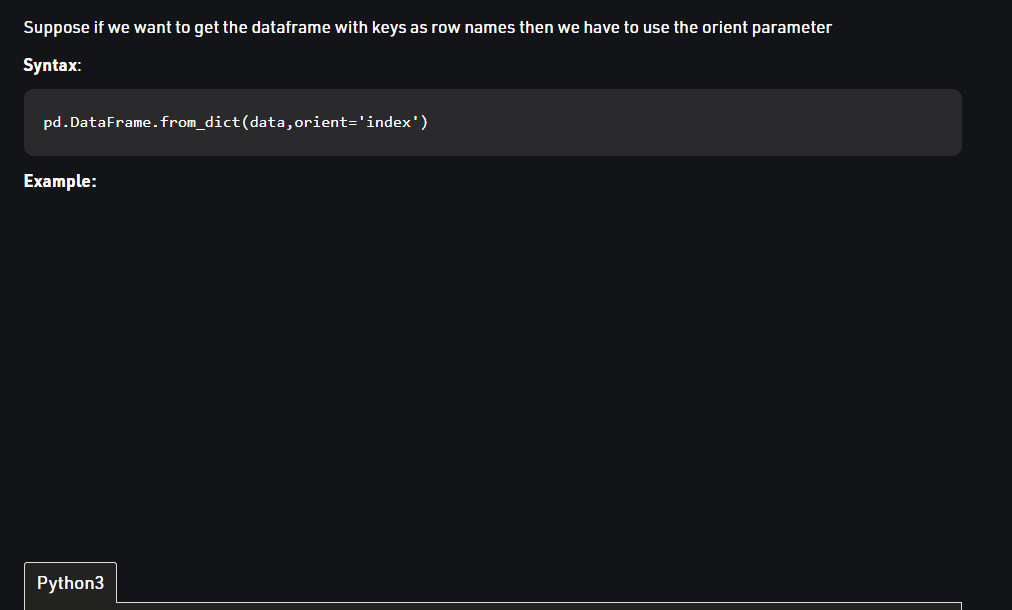 Suppose if we want to get the dataframe with keys as row names then we have to use the orient parameter
Syntax:
pd.DataFrame.from_dict(data,orient='index')
Example:
Python3